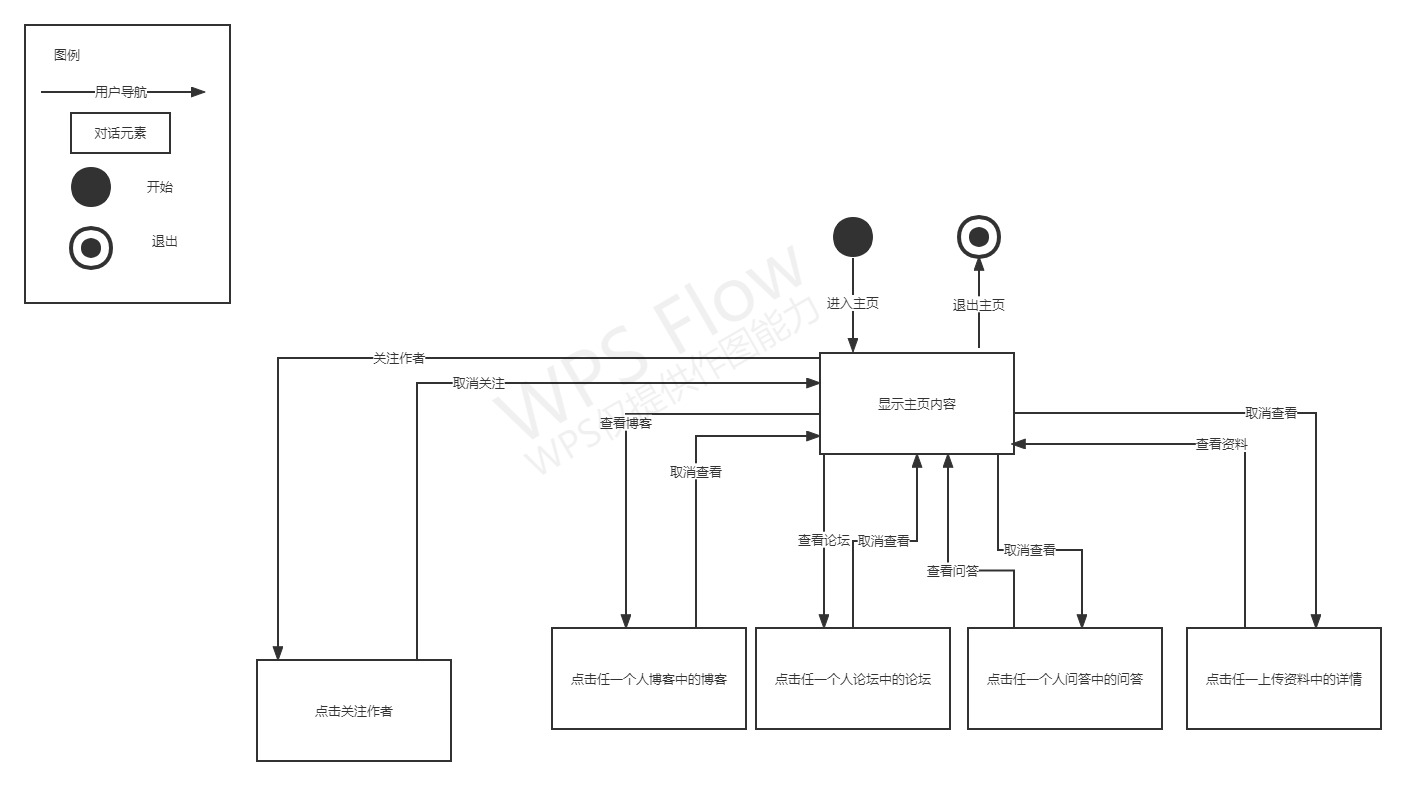 图例
用户导航
对话元素
开始
退出
进入主页
退出主页
关注作者
取消关注
显示主页内容
查看博客
取消查看
取消查看
查看资料
查看论坛
取消查看
取消查看
查看问答
点击任一个人博客中的博客
点击任一个人论坛中的论坛
点击任一个人问答中的问答
点击任一上传资料中的详情
点击关注作者
WPS Flow
WPS仅提供作图能力